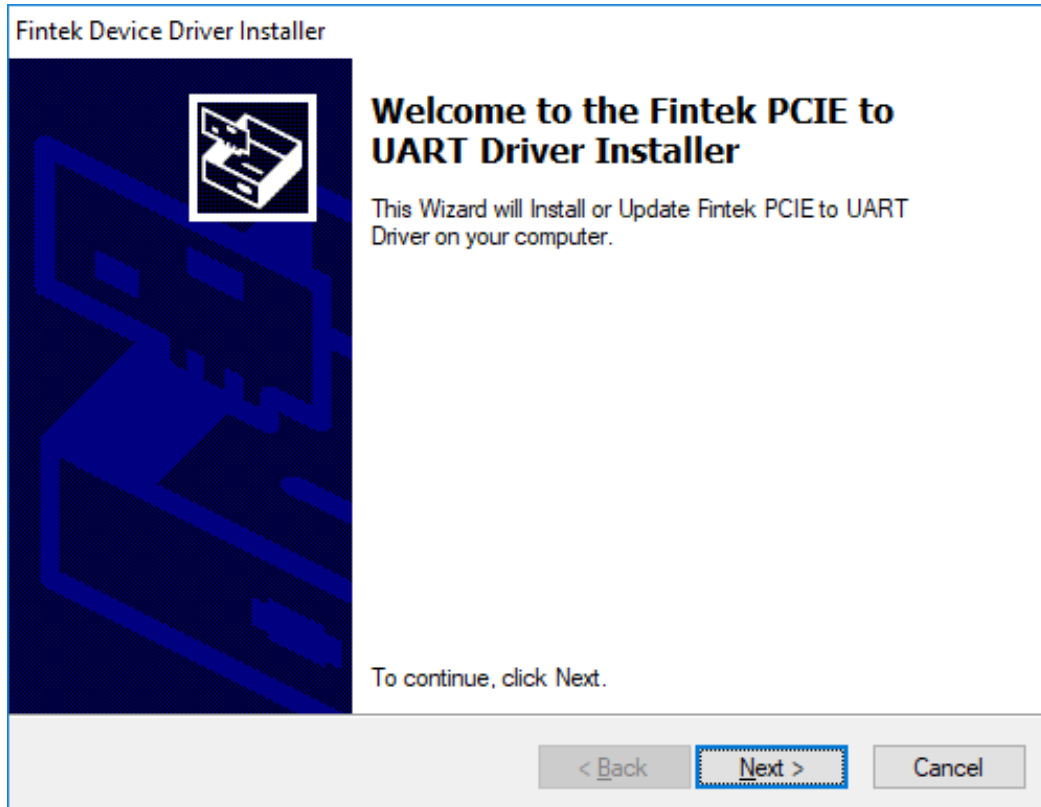 Fintek Device Driver Installer
Welcome to the Fintek PCIE to
UART Driver Installer
This Wizard will Install or Update Fintek PCIE to UART
Driver on your computer.
To continue, click Next.
< Back
Next >
Cancel